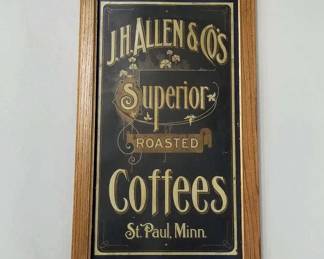 J.H. ALLEN & CO'S
Superior
ROASTED
Coffees
St. Paul, Minn.